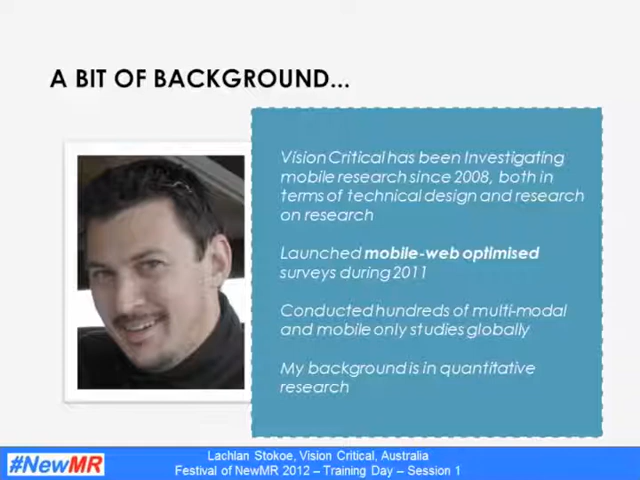 A BIT OF BACKGROUND...
Vision Critical has been Investigating
mobile research since 2008, both in
terms of technical design and research
on research
Launched mobile-web optimised
surveys during 2011
Conducted hundreds of multi-modal
and mobile only studies globally
My background is in quantitative
research
#NewMR
Lachlan Stokoe, Vision Critical, Australia
Festival of NewMR 2012 – Training Day – Session 1